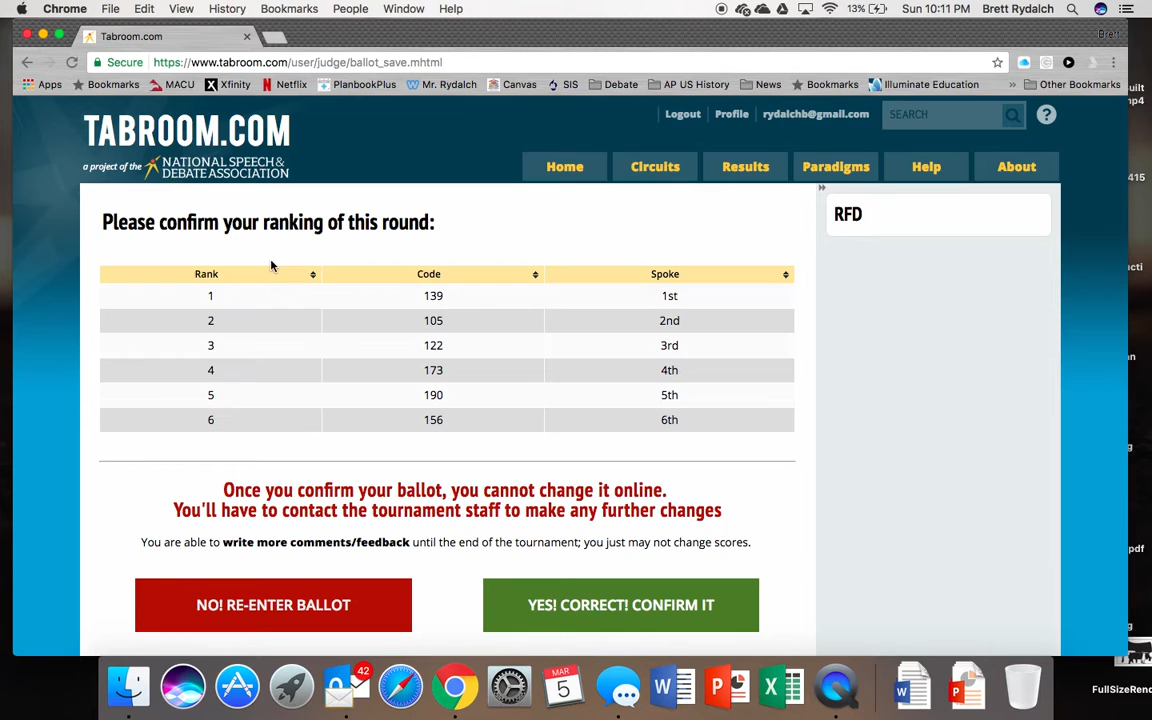 Chrome File Edit View History Bookmarks People Window Help 13% Sun 10:11 PM Brett Rydalch
Tabroom.com Brett
Secure https://www.tabroom.com/user/judge/ballot_save.mhtml
Apps Bookmarks MACU Xfinity Netflix PlanbookPlus Mr. Rydalch Canvas SIS Debate AP US History News Bookmarks Illuminate Education » Other Bookmarks
TABROOM.COM
a project of the NATIONAL SPEECH & DEBATE ASSOCIATION
Logout Profile rydalchb@gmail.com SEARCH ?
Home Circuits Results Paradigms Help About
Please confirm your ranking of this round:
RFD
Rank Code Spoke
1 139 1st
2 105 2nd
3 122 3rd
4 173 4th
5 190 5th
6 156 6th
Once you confirm your ballot, you cannot change it online.
You'll have to contact the tournament staff to make any further changes
You are able to write more comments/feedback until the end of the tournament; you just may not change scores.
NO! RE-ENTER BALLOT YES! CORRECT! CONFIRM IT
42
MAR
5
FullSizeRend